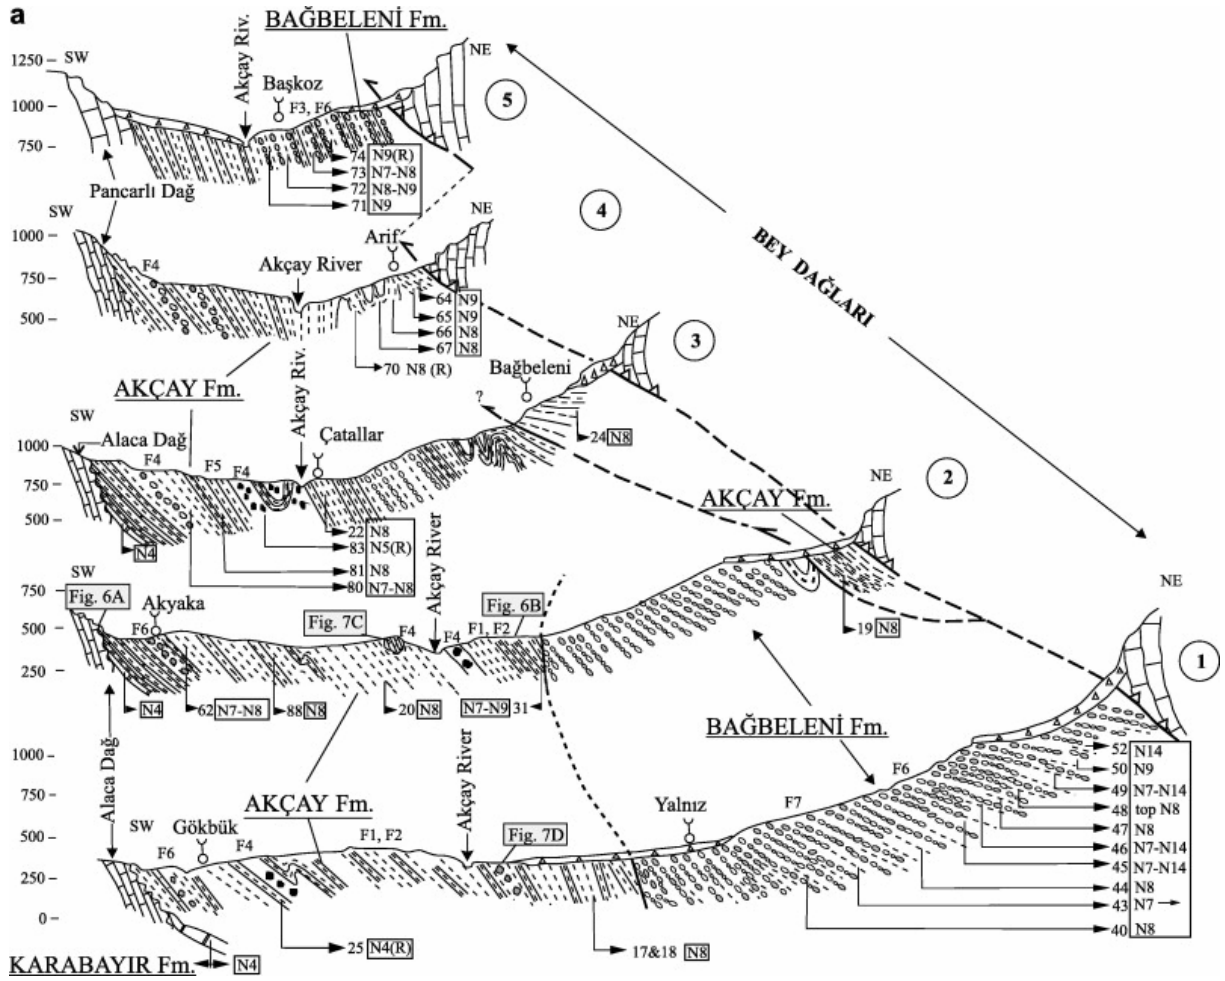 a
BAĞBELENİ Fm.
1250
SW
Akçay Riv.
NE
Başkoz
F3, F6
1000
750
5
74 N9(R)
73 N7-N8
72 N8-N9
71 N9
Pancarlı Dağ
SW
NE
4
1000
Arif
F4
Akçay River
750
500
64 N9
65 N9
66 N8
67 N8
70 N8 (R)
BEY DAĞLARI
NE
3
AKÇAY Fm.
Akçay Riv.
Bağbeleni
?
SW
Alaca Dağ
Çatallar
24 N8
1000
F4
F5
F4
750
500
N4
22 N8
83 N5(R)
81 N8
80 N7-N8
NE
2
AKÇAY Fm.
Akçay River
SW
750
Fig. 6A
Akyaka
Fig. 7C
Fig. 6B
F6
F4
F4
F1, F2
500
250
19 N8
N4
62 N7-N8
88 N8
20 N8
N7-N9 31
NE
1
BAĞBELENİ Fm.
Alaca Dağ
Akçay River
1000
750
500
250
0
AKÇAY Fm.
SW
Gökbük
F6
F4
F1, F2
Fig. 7D
Yalnız
F7
F6
52 N14
50 N9
49 N7-N14
48 top N8
47 N8
46 N7-N14
45 N7-N14
44 N8
43 N7
40 N8
25 N4(R)
17&18 N8
KARABAYIR Fm.
N4